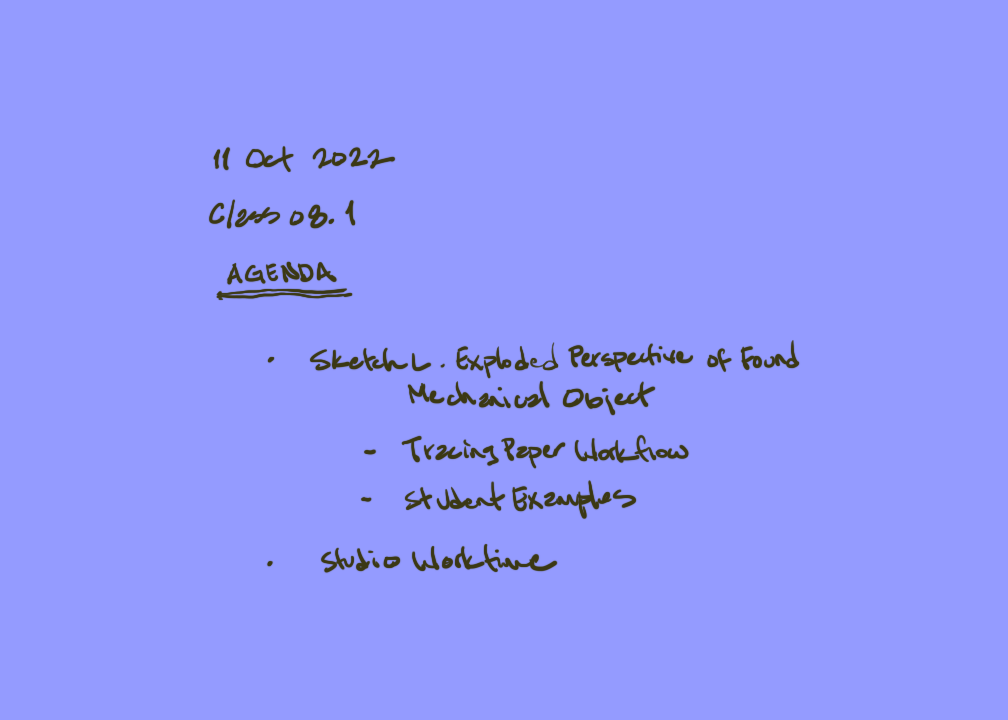 11 Oct 2022
Class 08.1
AGENDA
· Sketch L. Exploded Perspective of Found
Mechanical Object
- Tracing Paper Workflow
- Student Examples
· Studio Worktime